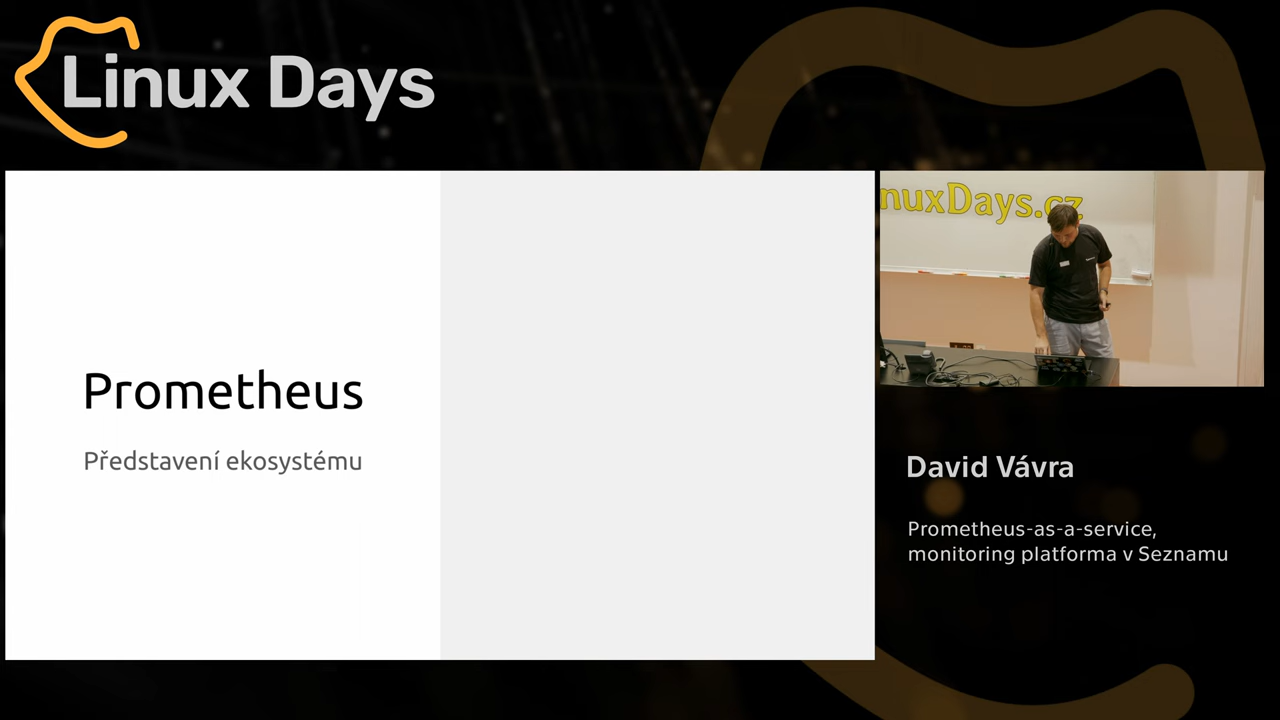 Linux Days
Prometheus
Představení ekosystému
nuxDays.cz
David Vávra
Prometheus-as-a-service,
monitoring platforma v Seznamu